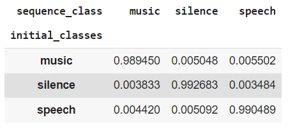 sequence_class music silence speech
initial_classes
music 0.989450 0.005048 0.005502
silence 0.003833 0.992683 0.003484
speech 0.004420 0.005092 0.990489